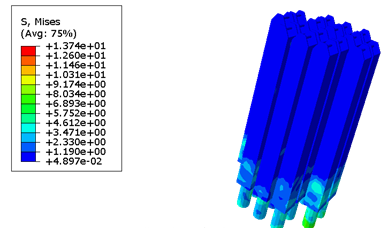 S, Mises
(Avg: 75%)
+1.374e+01
+1.260e+01
+1.146e+01
+1.031e+01
+9.174e+00
+8.034e+00
+6.893e+00
+5.752e+00
+4.612e+00
+3.471e+00
+2.330e+00
+1.190e+00
+4.897e-02